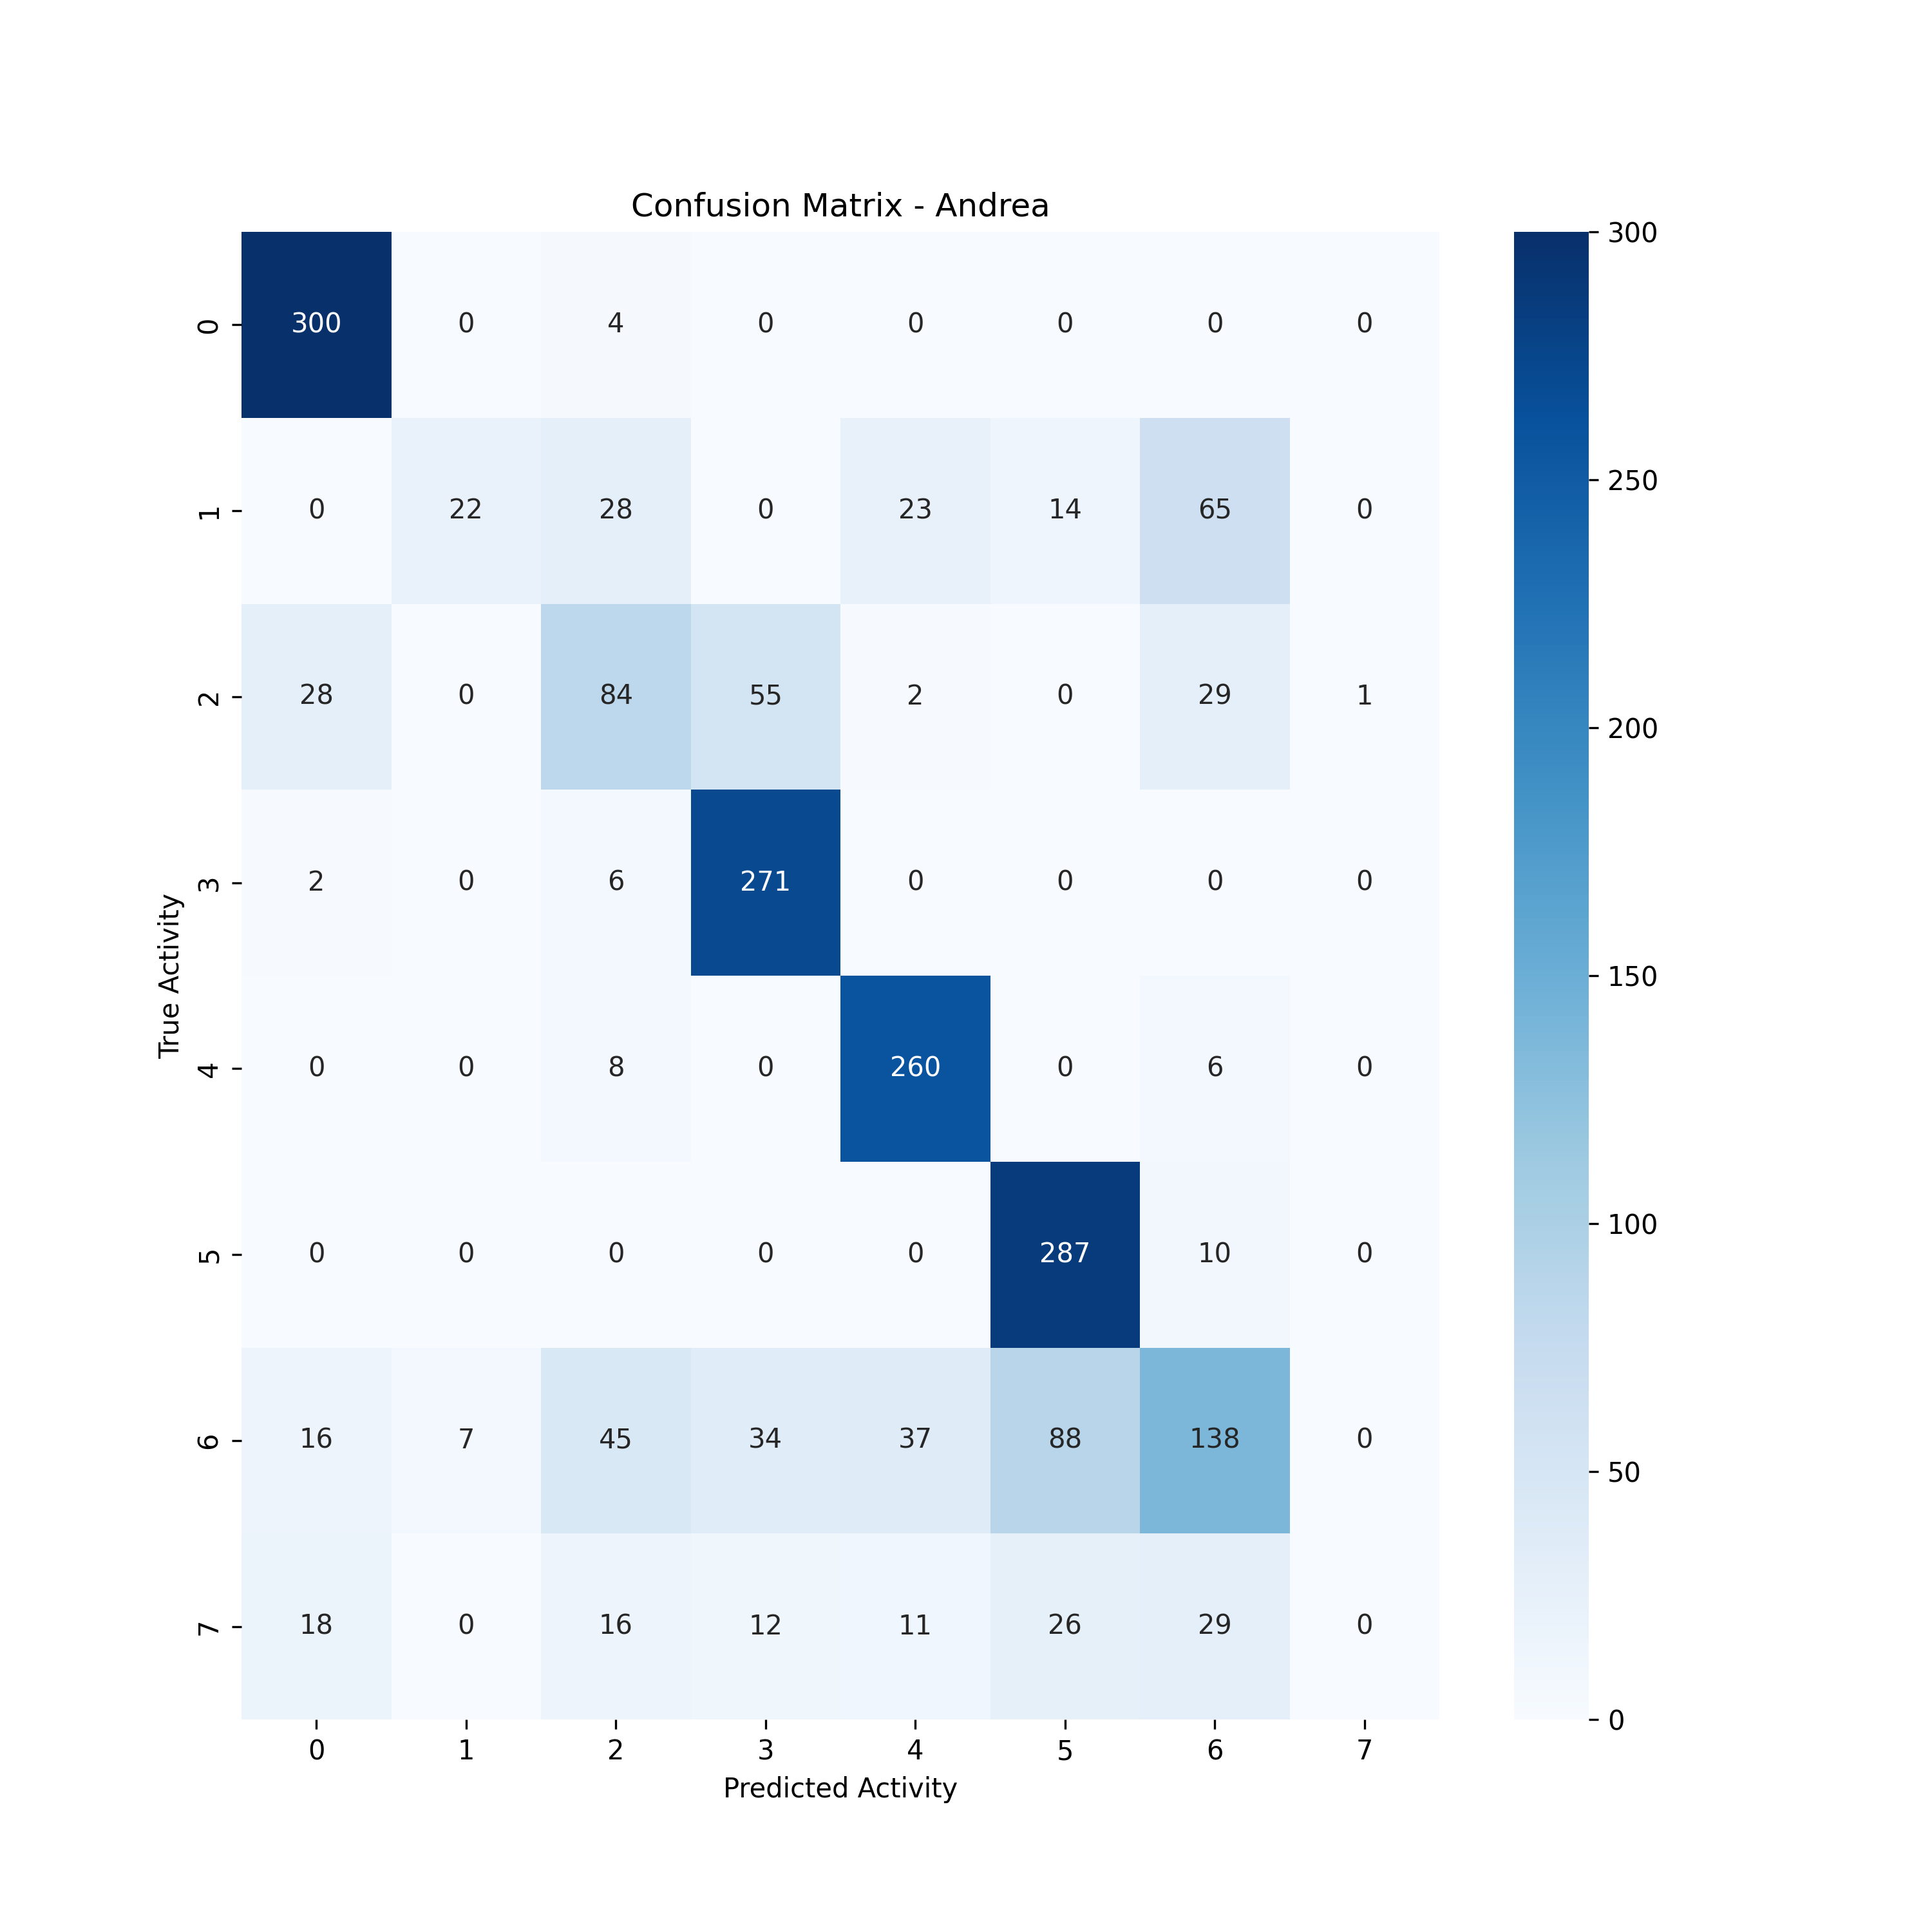 Confusion Matrix - Andrea
True Activity
0 300 0 4 0 0 0 0 0
1 0 22 28 0 23 14 65 0
2 28 0 84 55 2 0 29 1
3 2 0 6 271 0 0 0 0
4 0 0 8 0 260 0 6 0
5 0 0 0 0 0 287 10 0
6 16 7 45 34 37 88 138 0
7 18 0 16 12 11 26 29 0
0 1 2 3 4 5 6 7
Predicted Activity
300
250
200
150
100
50
0